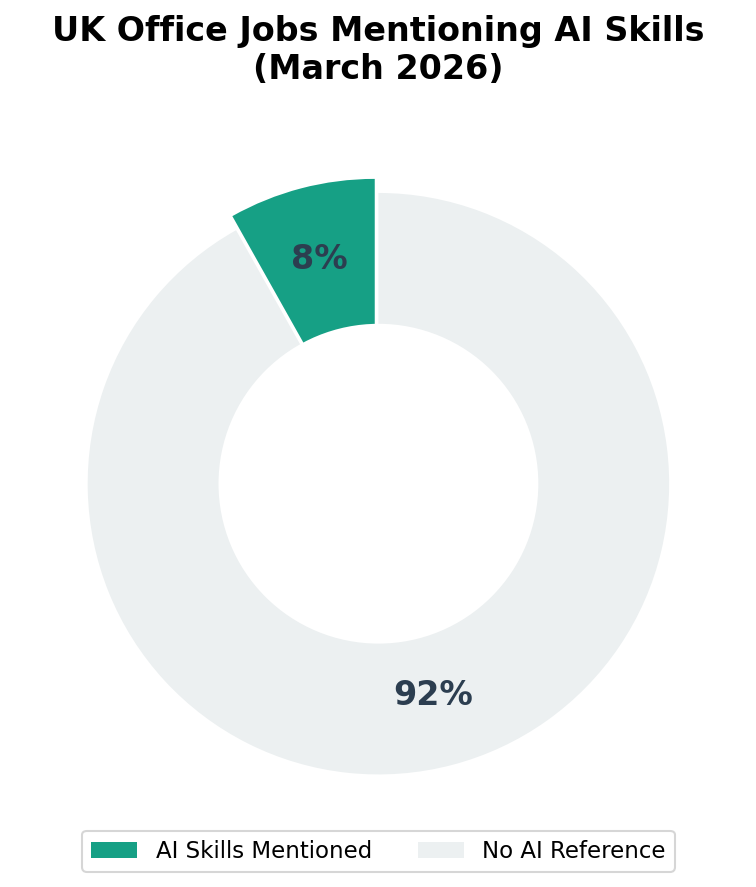 UK Office Jobs Mentioning AI Skills
(March 2026)
8%
92%
AI Skills Mentioned
No AI Reference